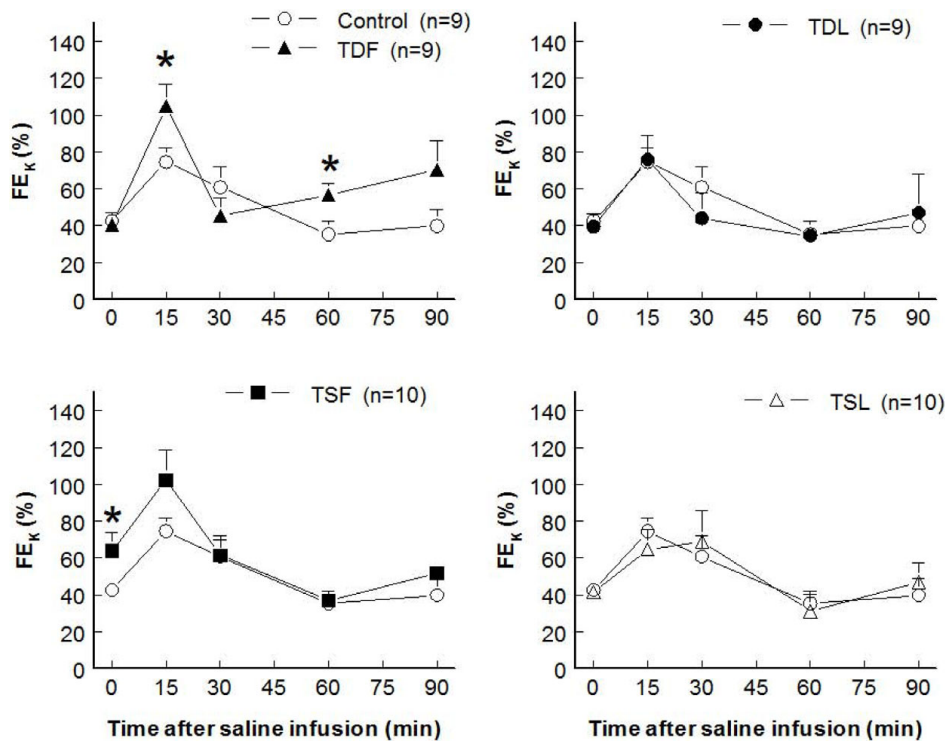 Control (n=9)
TDF (n=9)
140
120
100
80
60
40
20
0
FEK (%)
*
*
0 15 30 45 60 75 90
TDL (n=9)
140
120
100
80
60
40
20
0
FEK (%)
0 15 30 45 60 75 90
TSF (n=10)
140
120
100
80
60
40
20
0
FEK (%)
*
0 15 30 45 60 75 90
Time after saline infusion (min)
TSL (n=10)
140
120
100
80
60
40
20
0
FEK (%)
0 15 30 45 60 75 90
Time after saline infusion (min)